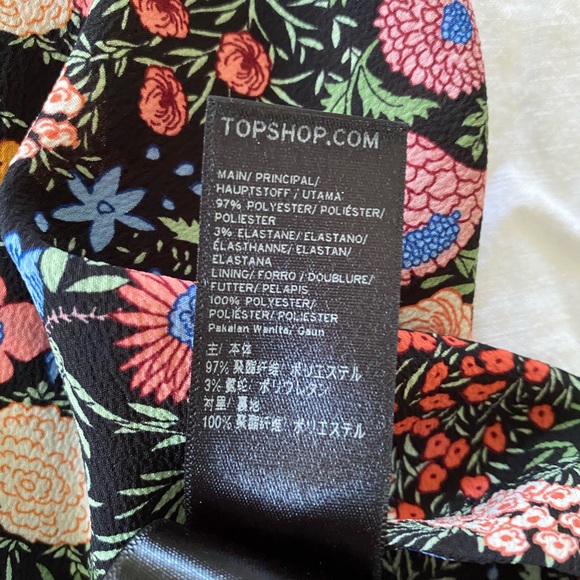 TOPSHOP.COM
MAIN/ PRINCIPAL/
HAUPTSTOFF / UTAMA
97% POLYESTER/ POLIÉSTER/
POLIESTER
3% ELASTANE/ ELASTANO/
ÉLASTHANNE/ ELASTAN/
ELASTANA
LINING/ FORRO / DOUBLURE/
FUTTER/ PELAPIS
100% POLYESTER/
POLIÉSTER/ POLIESTER
Pakaian Wanita/ Gaun
主/ 本体
97% 聚酯纤维/ ポリエステル
3% 氨纶/ ポリウレタン
衬里/ 裏地
100% 聚酯纤维/ ポリエステル